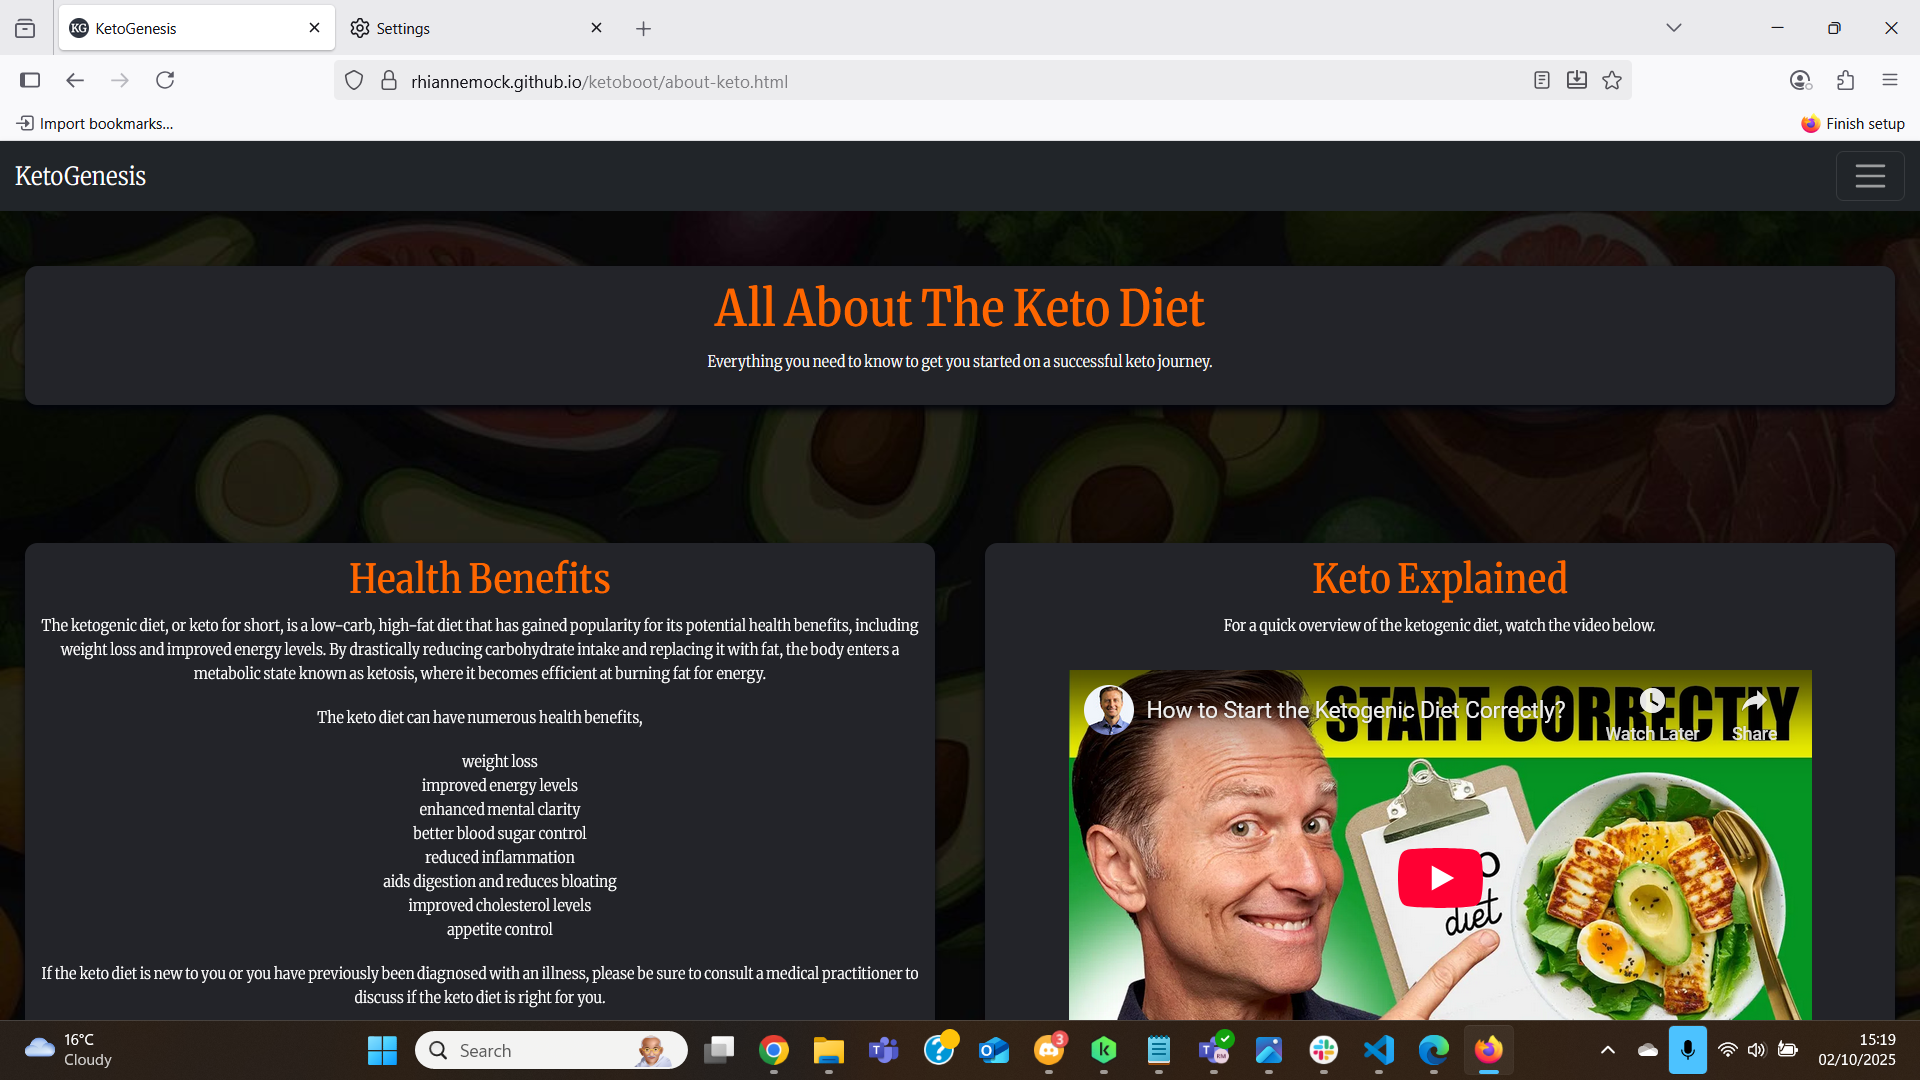 KG KetoGenesis
Settings
rhiannemock.github.io/ketoboot/about-keto.html
Import bookmarks...
Finish setup
KetoGenesis
All About The Keto Diet
Everything you need to know to get you started on a successful keto journey.
Health Benefits
The ketogenic diet, or keto for short, is a low-carb, high-fat diet that has gained popularity for its potential health benefits, including
weight loss and improved energy levels. By drastically reducing carbohydrate intake and replacing it with fat, the body enters a
metabolic state known as ketosis, where it becomes efficient at burning fat for energy.
The keto diet can have numerous health benefits,
weight loss
improved energy levels
enhanced mental clarity
better blood sugar control
reduced inflammation
aids digestion and reduces bloating
improved cholesterol levels
appetite control
If the keto diet is new to you or you have previously been diagnosed with an illness, please be sure to consult a medical practitioner to
discuss if the keto diet is right for you.
Keto Explained
For a quick overview of the ketogenic diet, watch the video below.
How to Start the Ketogenic Diet Correctly?
START CORRECTLY
Watch Later
Share
diet
16°C
Cloudy
Search
3
RM
15:19
02/10/2025